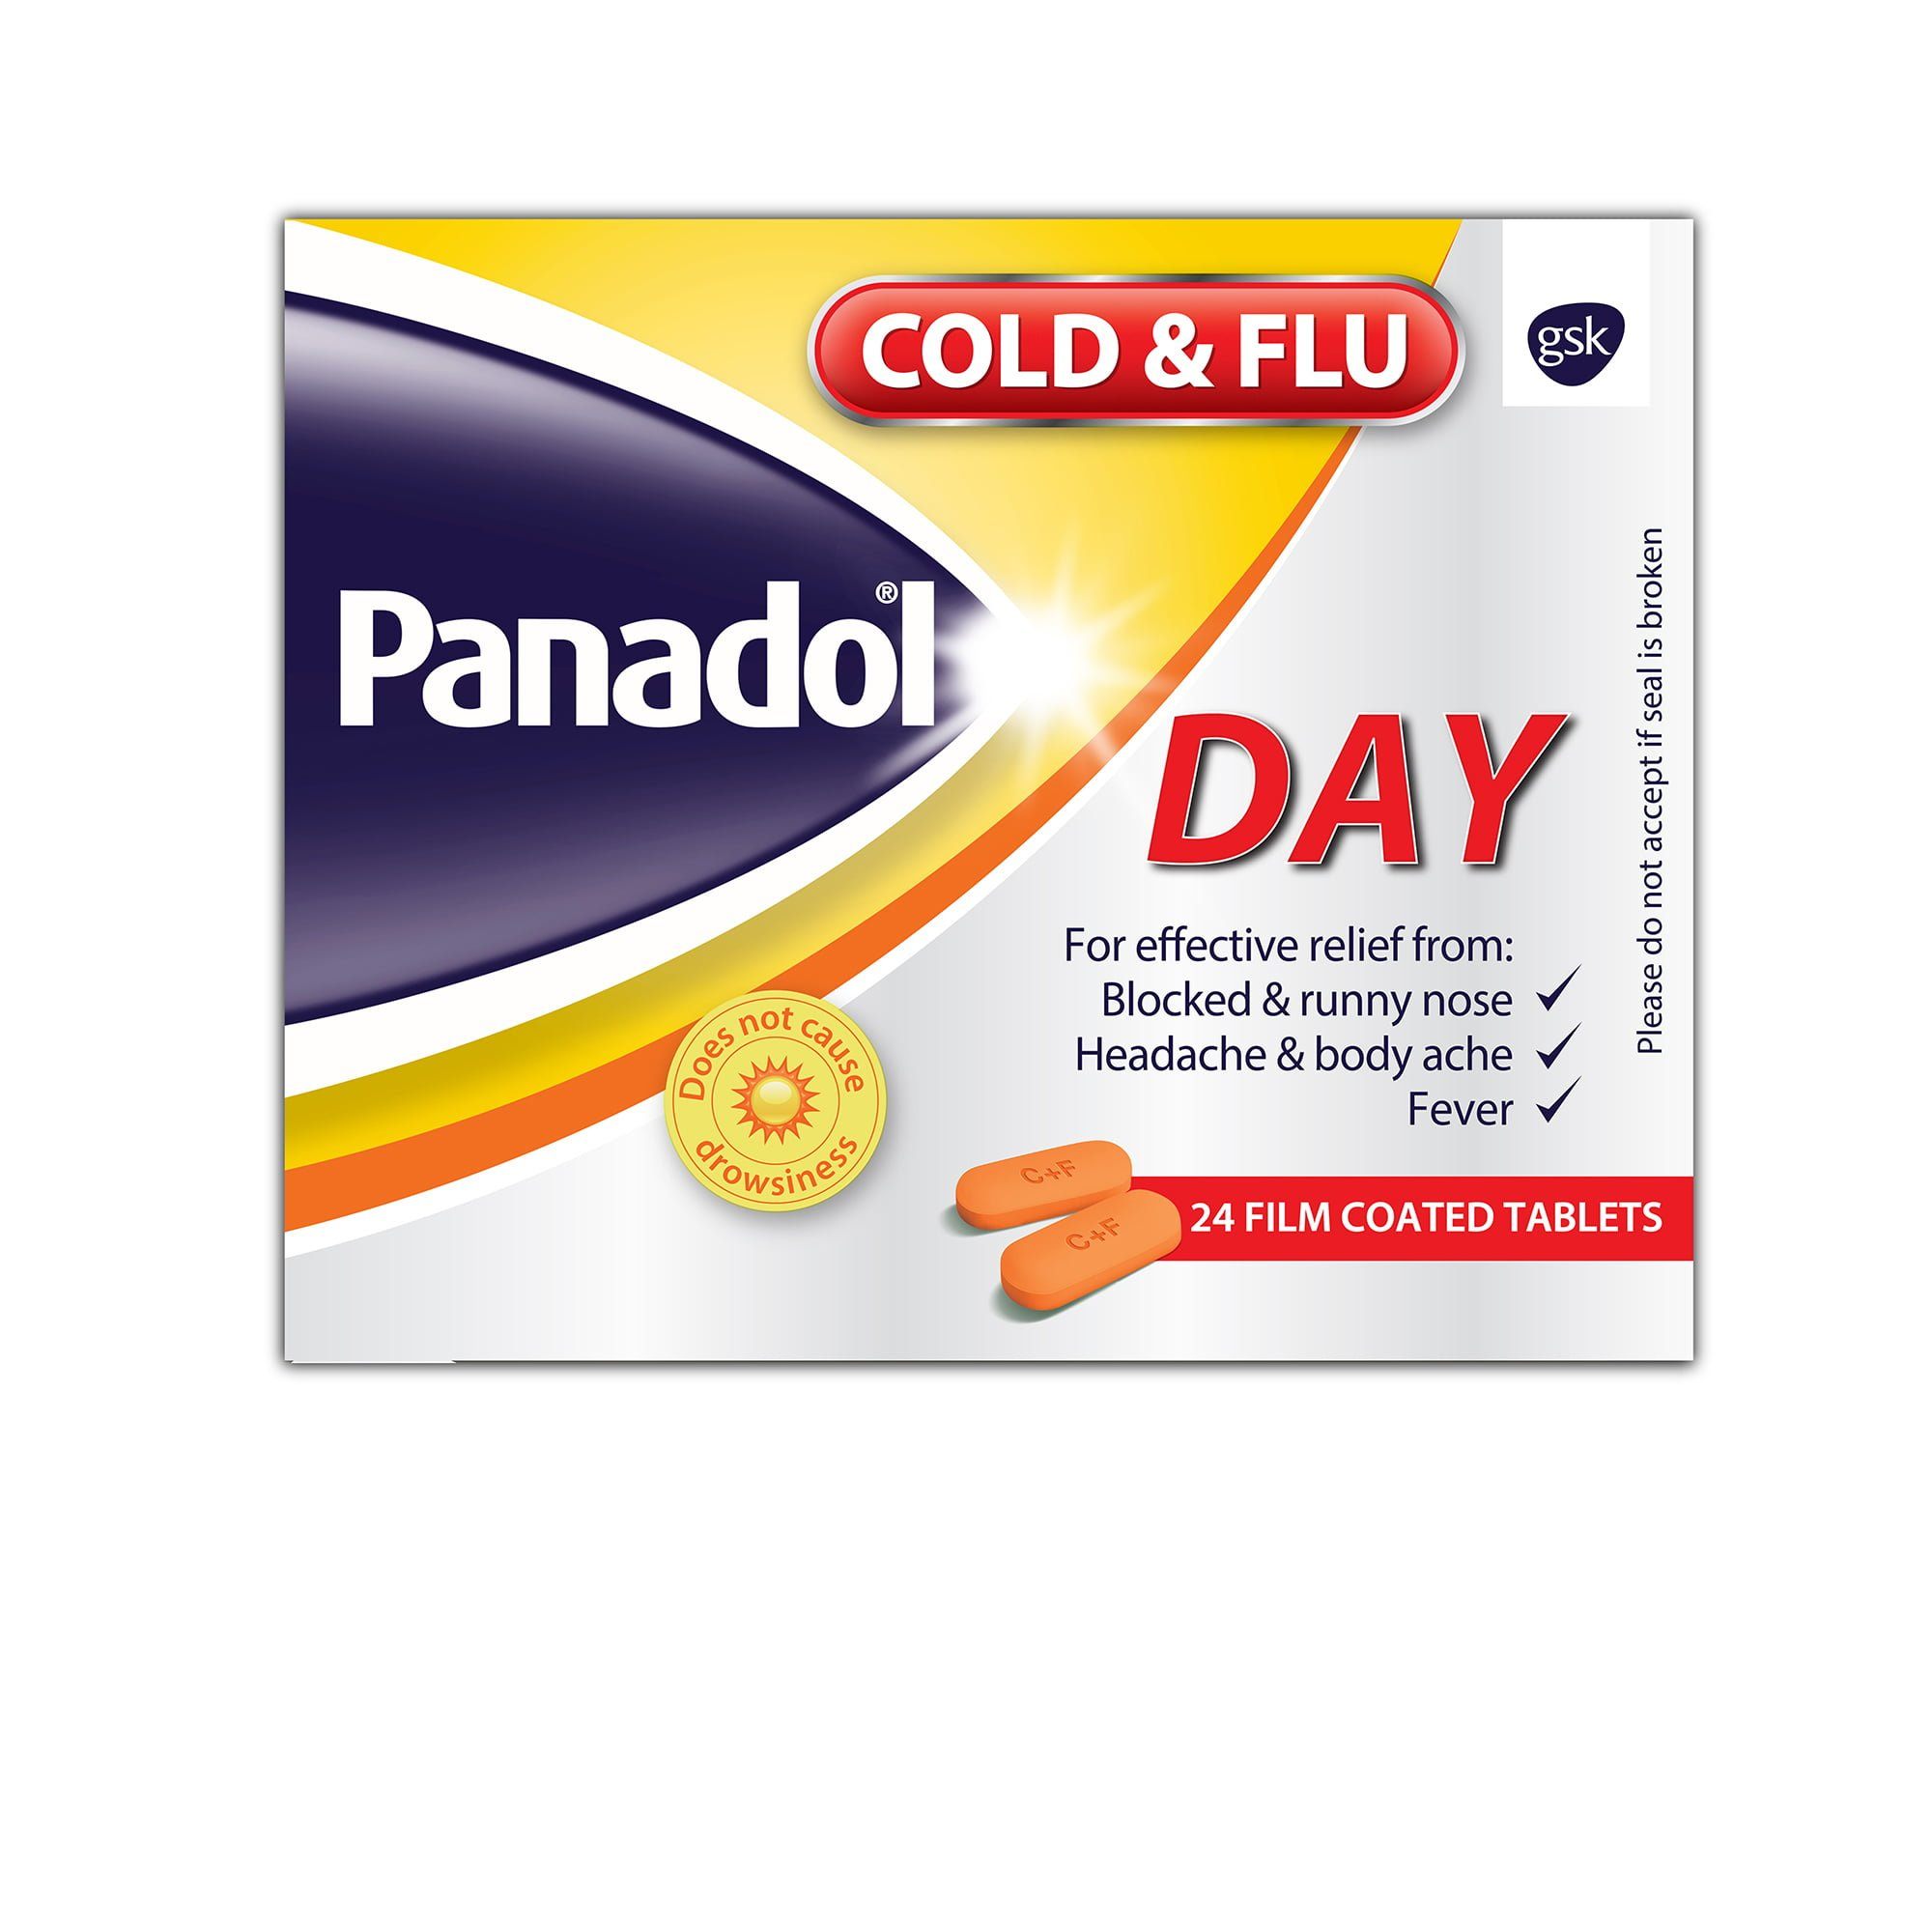 COLD & FLU
gsk
Panadol®
DAY
For effective relief from:
Blocked & runny nose
Headache & body ache
Fever
Does not cause
drowsiness
C+F
C+F
24 FILM COATED TABLETS
Please do not accept if seal is broken